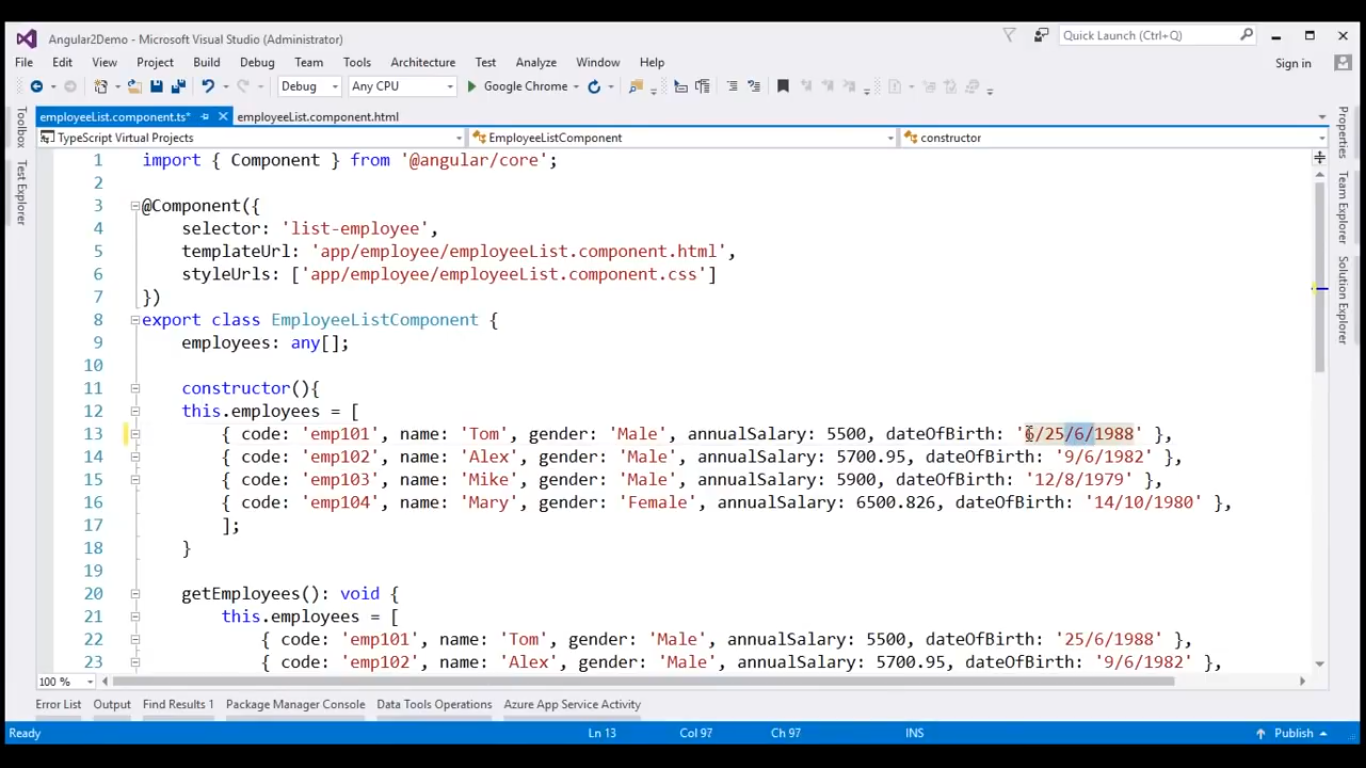 Angular2Demo - Microsoft Visual Studio (Administrator)
Quick Launch (Ctrl+Q)
File Edit View Project Build Debug Team Tools Architecture Test Analyze Window Help
Sign in
Debug Any CPU Google Chrome
employeeList.component.ts* employeeList.component.html
TypeScript Virtual Projects EmployeeListComponent constructor
Toolbox
Test Explorer
Properties
Team Explorer
Solution Explorer
1 import { Component } from '@angular/core';
2
3 @Component({
4 selector: 'list-employee',
5 templateUrl: 'app/employee/employeeList.component.html',
6 styleUrls: ['app/employee/employeeList.component.css']
7 })
8 export class EmployeeListComponent {
9 employees: any[];
10
11 constructor(){
12 this.employees = [
13 { code: 'emp101', name: 'Tom', gender: 'Male', annualSalary: 5500, dateOfBirth: '6/25/6/1988' },
14 { code: 'emp102', name: 'Alex', gender: 'Male', annualSalary: 5700.95, dateOfBirth: '9/6/1982' },
15 { code: 'emp103', name: 'Mike', gender: 'Male', annualSalary: 5900, dateOfBirth: '12/8/1979' },
16 { code: 'emp104', name: 'Mary', gender: 'Female', annualSalary: 6500.826, dateOfBirth: '14/10/1980' },
17 ];
18 }
19
20 getEmployees(): void {
21 this.employees = [
22 { code: 'emp101', name: 'Tom', gender: 'Male', annualSalary: 5500, dateOfBirth: '25/6/1988' },
23 { code: 'emp102', name: 'Alex', gender: 'Male', annualSalary: 5700.95, dateOfBirth: '9/6/1982' },
100 %
Error List Output Find Results 1 Package Manager Console Data Tools Operations Azure App Service Activity
Ready Ln 13 Col 97 Ch 97 INS Publish